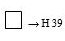 □ → H 39